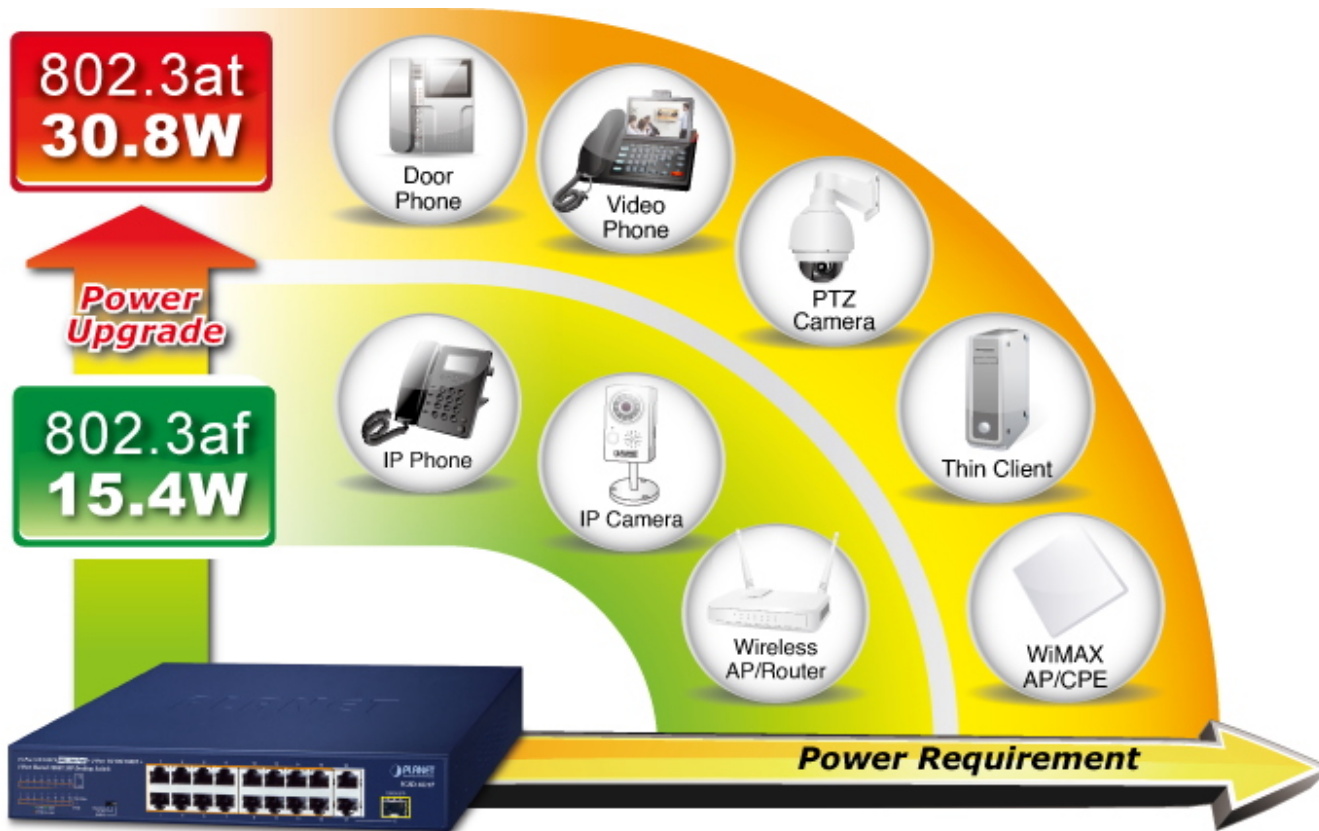 802.3at
30.8W
Power
Upgrade
802.3af
15.4W
Door
Phone
Video
Phone
PTZ
Camera
Thin Client
WiMAX
AP/CPE
IP Phone
IP Camera
Wireless
AP/Router
PLANET
PLANET
Power Requirement